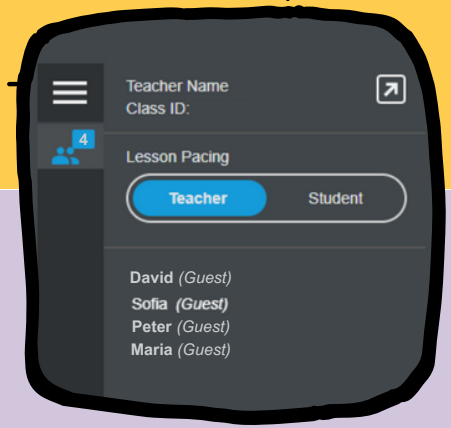 Teacher Name
Class ID:
4
Lesson Pacing
Teacher Student
David (Guest)
Sofia (Guest)
Peter (Guest)
Maria (Guest)